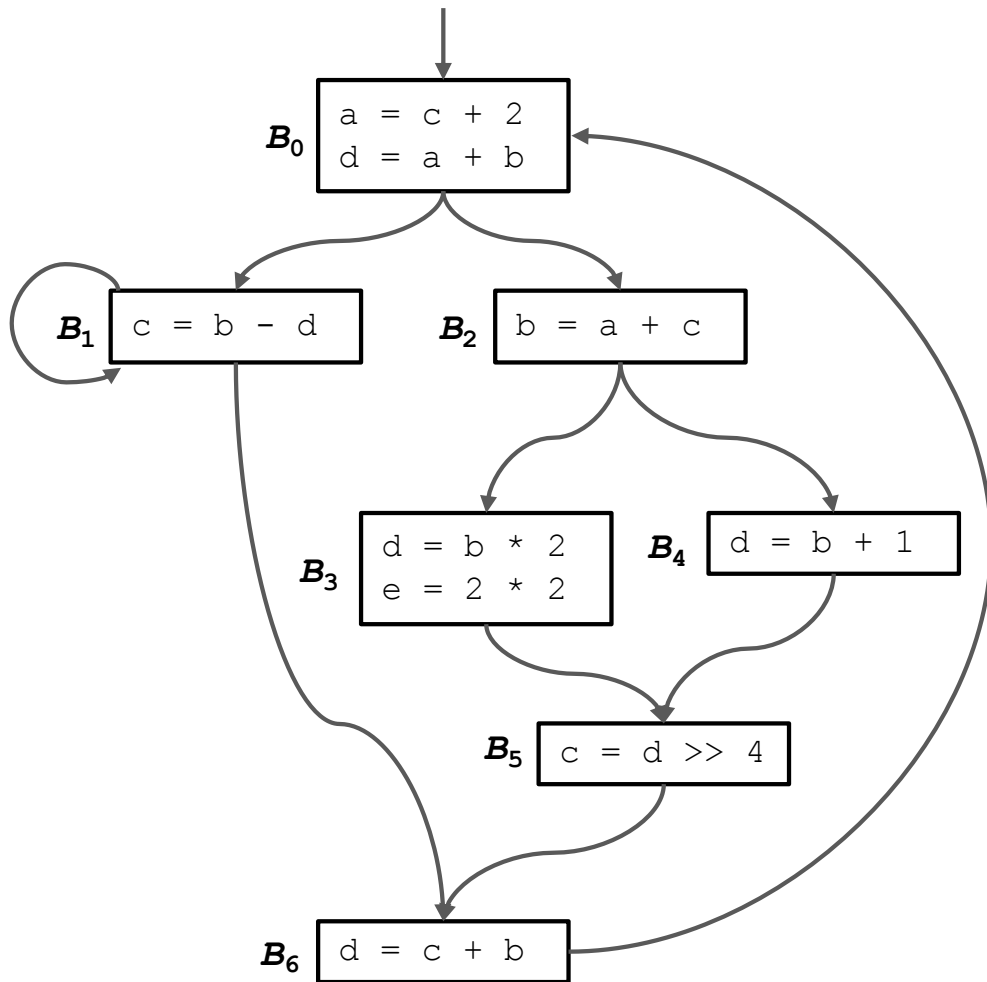 B0
a = c + 2
d = a + b
B1
c = b - d
B2
b = a + c
B3
d = b * 2
e = 2 * 2
B4
d = b + 1
B5
c = d >> 4
B6
d = c + b